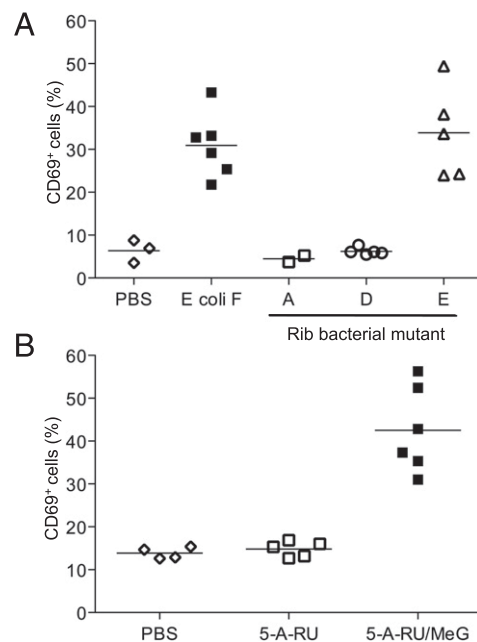 A
60
50
40
30
20
10
0
CD69⁺ cells (%)
PBS E coli F A D E
Rib bacterial mutant
B
60
50
40
30
20
10
0
CD69⁺ cells (%)
PBS 5-A-RU 5-A-RU/MeG